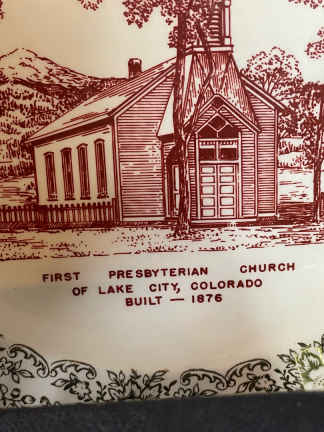 FIRST PRESBYTERIAN CHURCH
OF LAKE CITY, COLORADO
BUILT — 1876